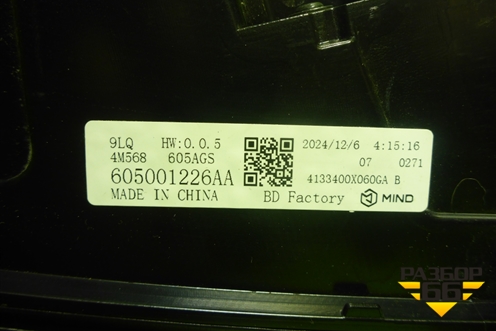 9LQ HW:0.0.5
4M568 605AGS
605001226AA
MADE IN CHINA
BD Factory
2024/12/6 4:15:16
07 0271
4133400X060GA B
MIND
РАЗБОР
66